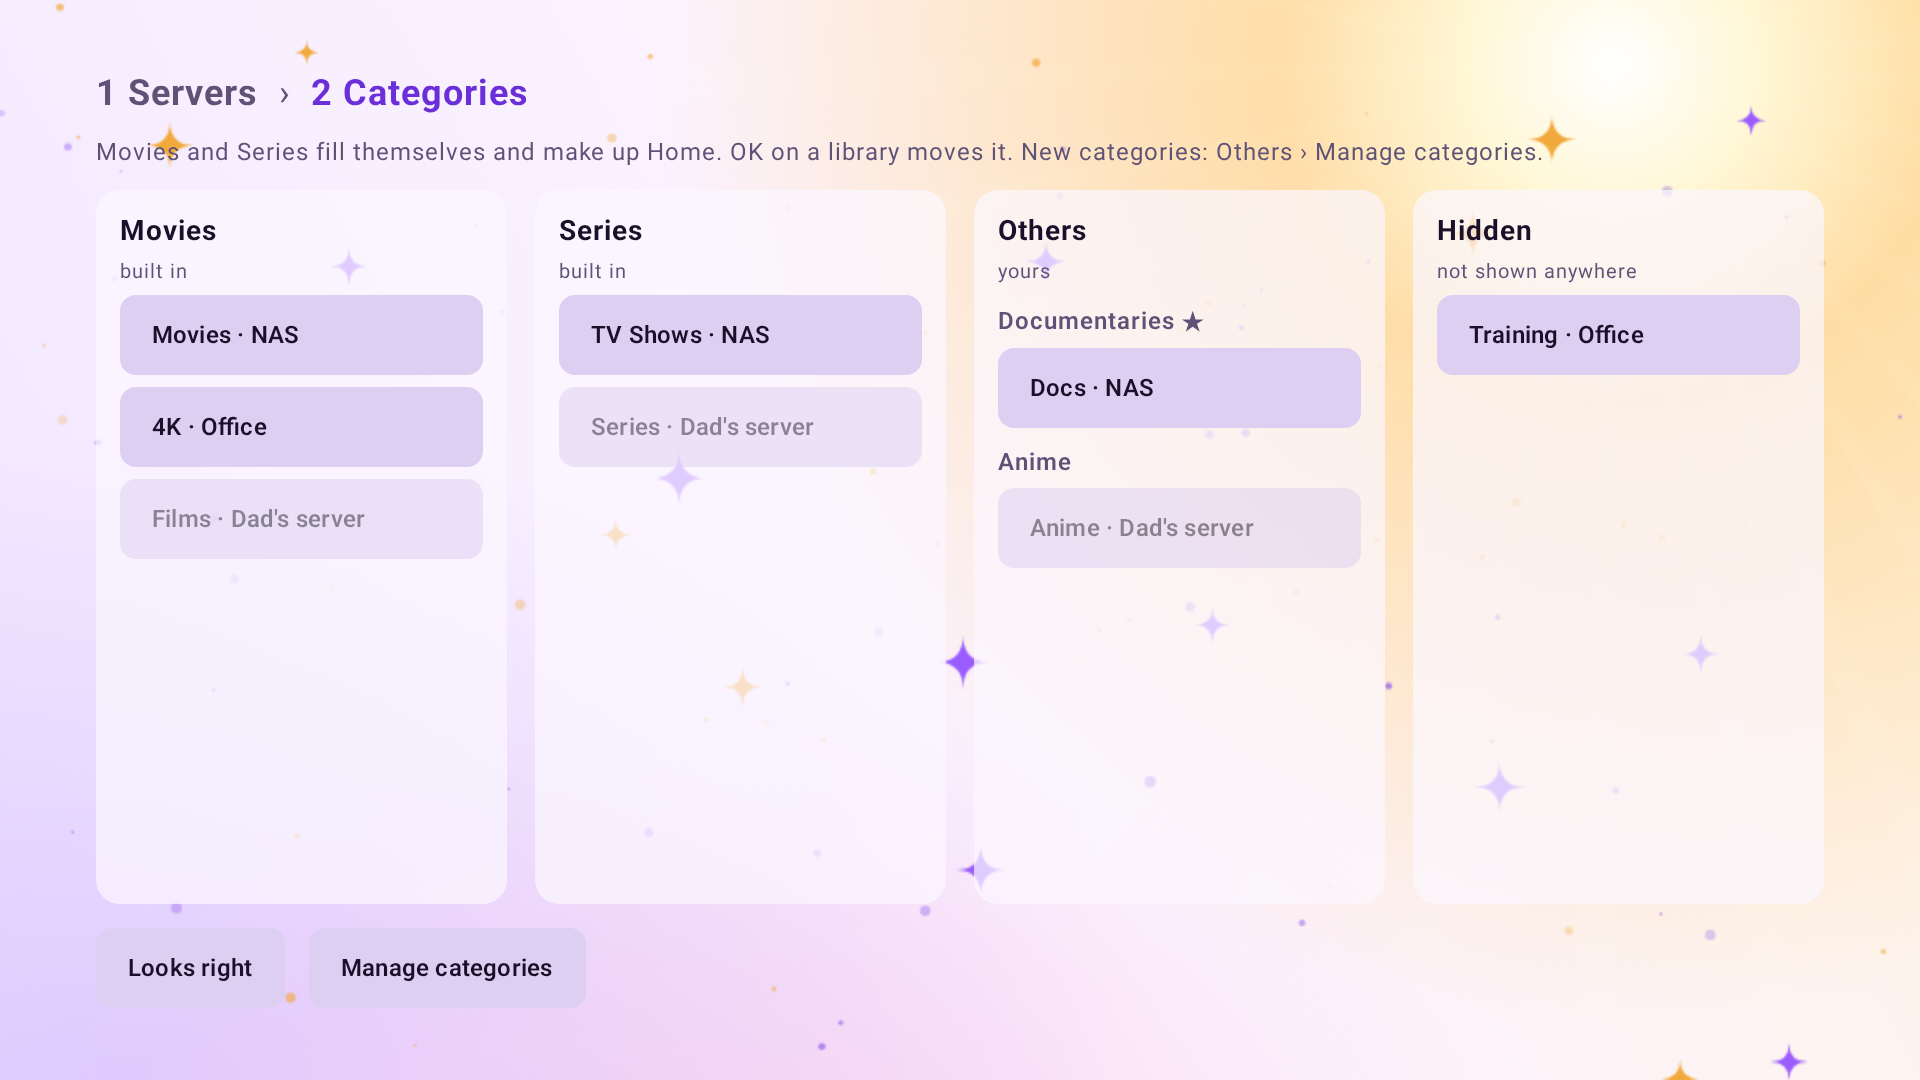 1 Servers › 2 Categories
Movies and Series fill themselves and make up Home. OK on a library moves it. New categories: Others › Manage categories.
Movies
built in
Movies · NAS
4K · Office
Films · Dad's server
Series
built in
TV Shows · NAS
Series · Dad's server
Others
yours
Documentaries ★
Docs · NAS
Anime
Anime · Dad's server
Hidden
not shown anywhere
Training · Office
Looks right
Manage categories